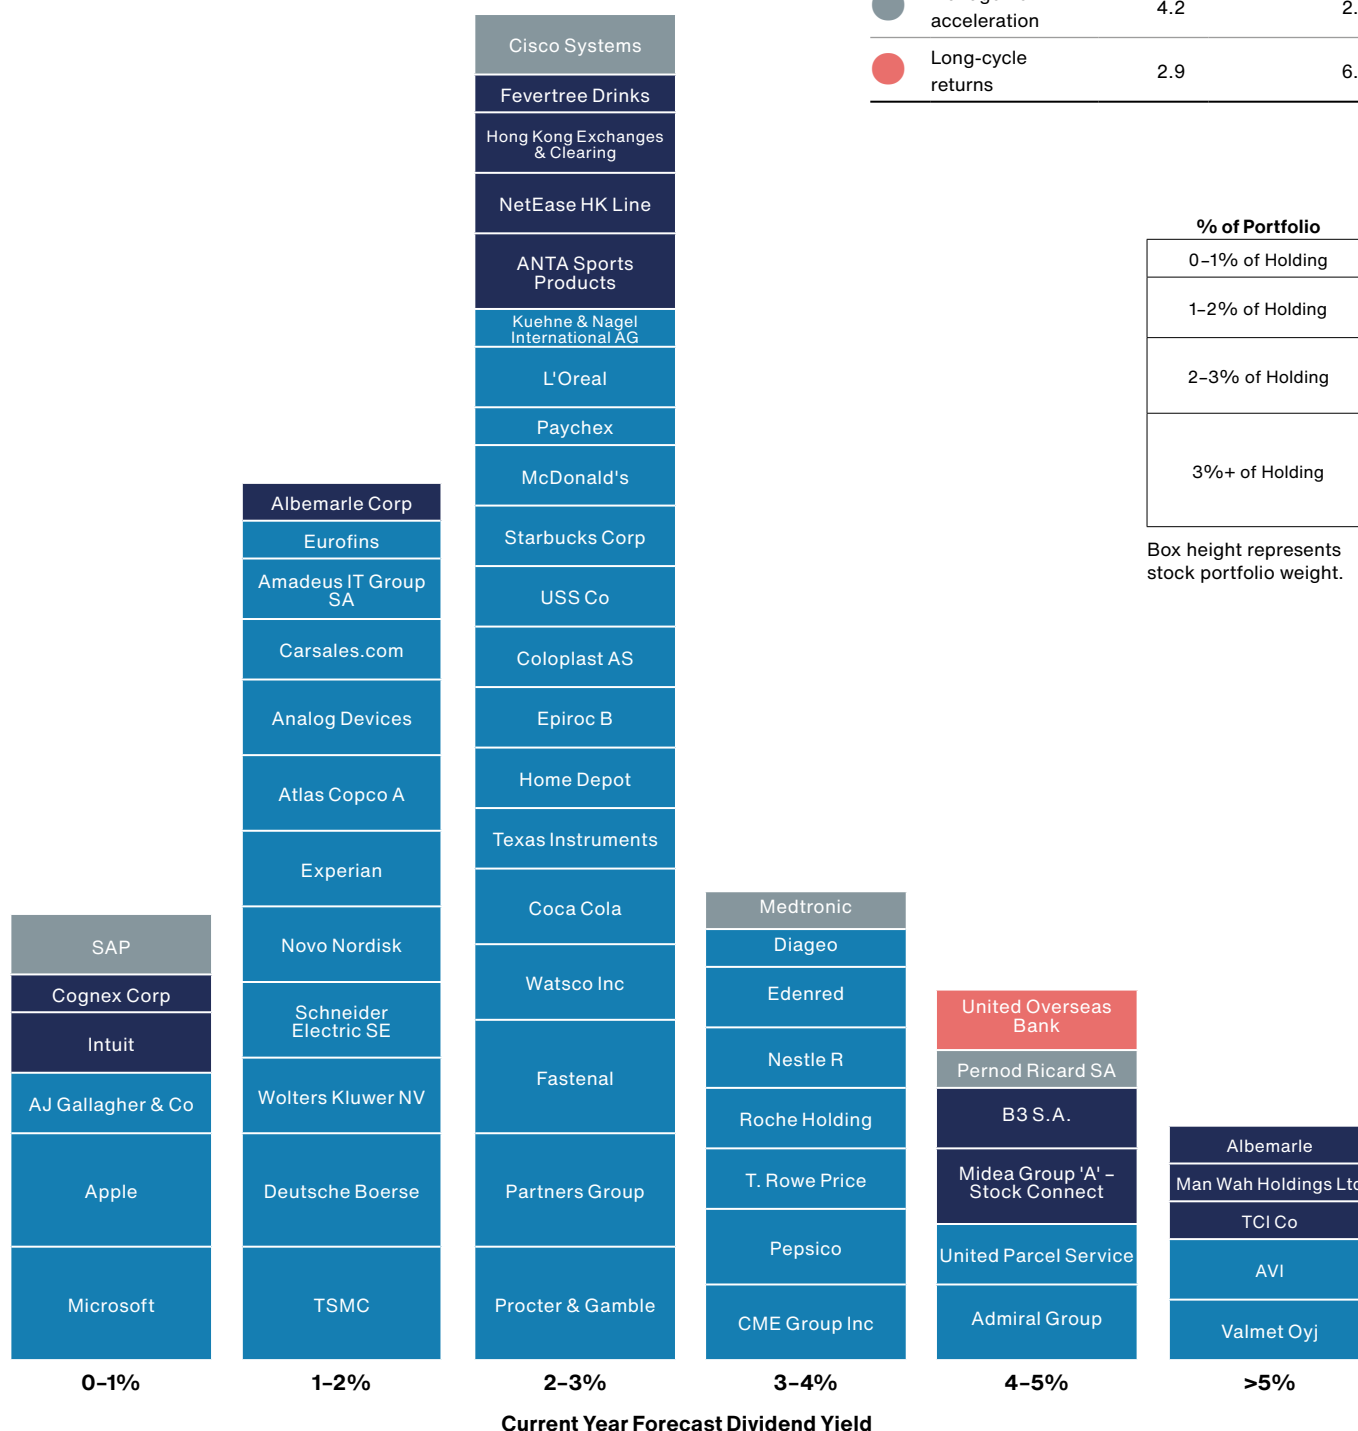 acceleration
4.2
2.
Long-cycle
returns
2.9
6.
% of Portfolio
0–1% of Holding
1–2% of Holding
2–3% of Holding
3%+ of Holding
Box height represents
stock portfolio weight.
SAP
Cognex Corp
Intuit
AJ Gallagher & Co
Apple
Microsoft
0–1%
Albemarle Corp
Eurofins
Amadeus IT Group
SA
Carsales.com
Analog Devices
Atlas Copco A
Experian
Novo Nordisk
Schneider
Electric SE
Wolters Kluwer NV
Deutsche Boerse
TSMC
1–2%
Cisco Systems
Fevertree Drinks
Hong Kong Exchanges
& Clearing
NetEase HK Line
ANTA Sports
Products
Kuehne & Nagel
International AG
L'Oreal
Paychex
McDonald's
Starbucks Corp
USS Co
Coloplast AS
Epiroc B
Home Depot
Texas Instruments
Coca Cola
Watsco Inc
Fastenal
Partners Group
Procter & Gamble
2–3%
Medtronic
Diageo
Edenred
Nestle R
Roche Holding
T. Rowe Price
Pepsico
CME Group Inc
3–4%
United Overseas
Bank
Pernod Ricard SA
B3 S.A.
Midea Group 'A' –
Stock Connect
United Parcel Service
Admiral Group
4–5%
Albemarle
Man Wah Holdings Ltd
TCI Co
AVI
Valmet Oyj
>5%
Current Year Forecast Dividend Yield